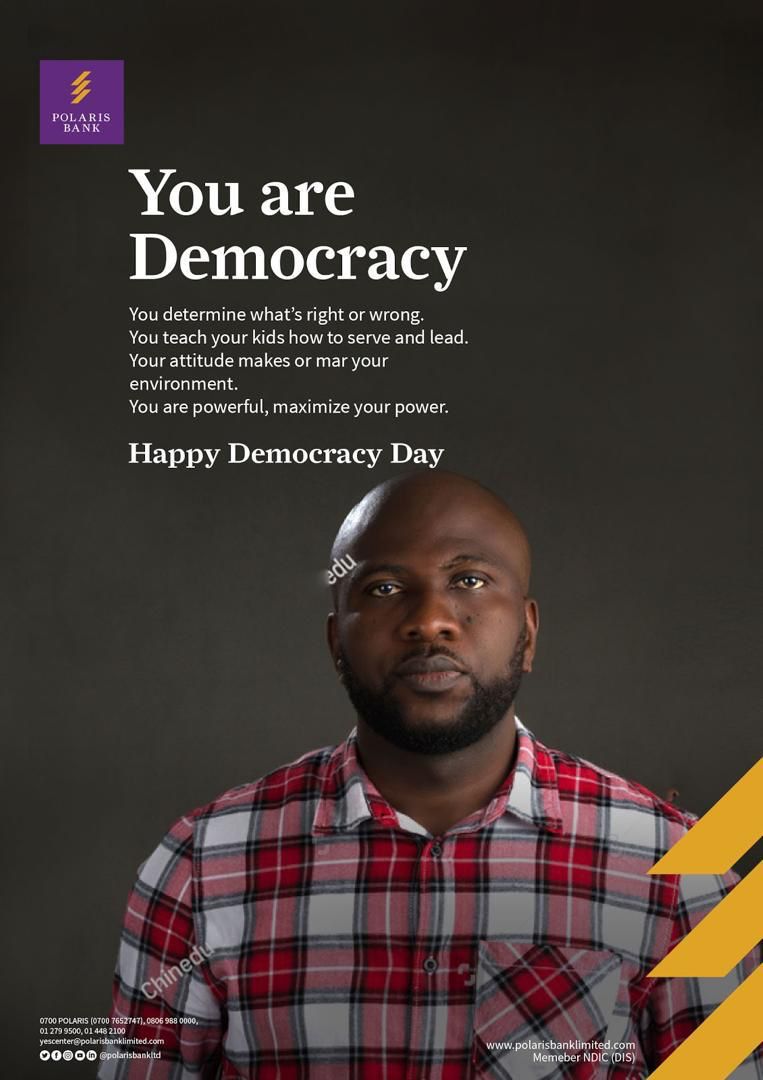 POLARIS
BANK
You are
Democracy
You determine what’s right or wrong.
You teach your kids how to serve and lead.
Your attitude makes or mar your
environment.
You are powerful, maximize your power.
Happy Democracy Day
edu
Chinedu
0700 POLARIS (0700 7652747), 0806 988 0000,
01 279 9500, 01 448 2100
yescenter@polarisbanklimited.com
@polarisbankltd
www.polarisbanklimited.com
Memeber NDIC (DIS)